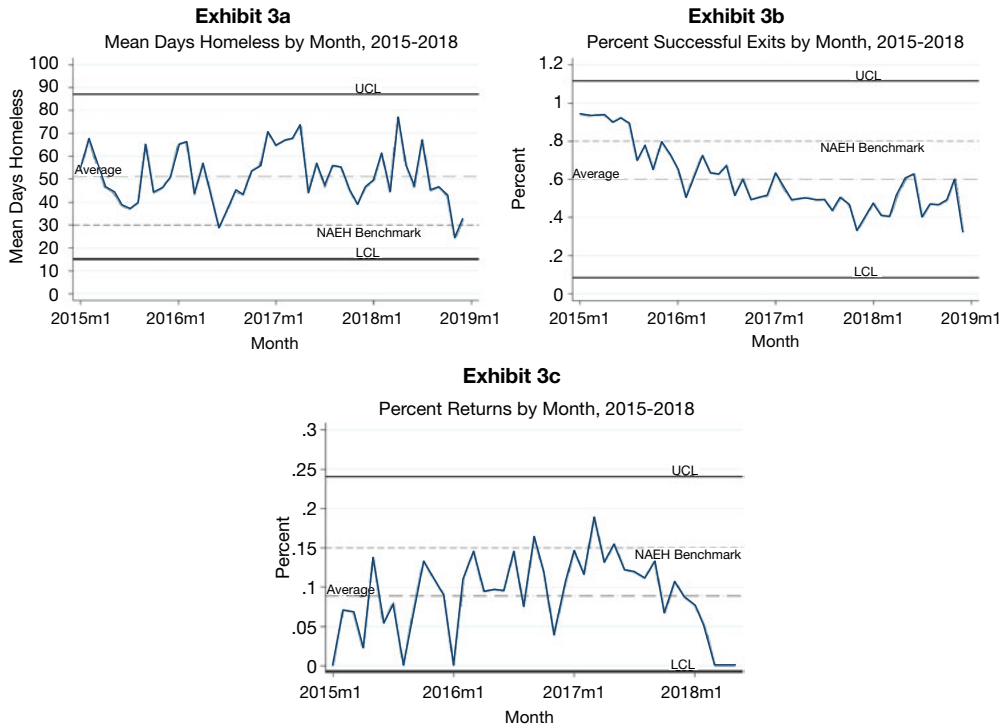 Exhibit 3a
Mean Days Homeless by Month, 2015-2018
100
90
80
70
60
50
40
30
20
10
0
Mean Days Homeless
UCL
Average
NAEH Benchmark
LCL
2015m1 2016m1 2017m1 2018m1 2019m1
Month
Exhibit 3b
Percent Successful Exits by Month, 2015-2018
1.2
1
.8
.6
.4
.2
0
Percent
UCL
NAEH Benchmark
Average
LCL
2015m1 2016m1 2017m1 2018m1 2019m1
Month
Exhibit 3c
Percent Returns by Month, 2015-2018
.3
.25
.2
.15
.1
.05
0
Percent
UCL
NAEH Benchmark
Average
LCL
2015m1 2016m1 2017m1 2018m1
Month